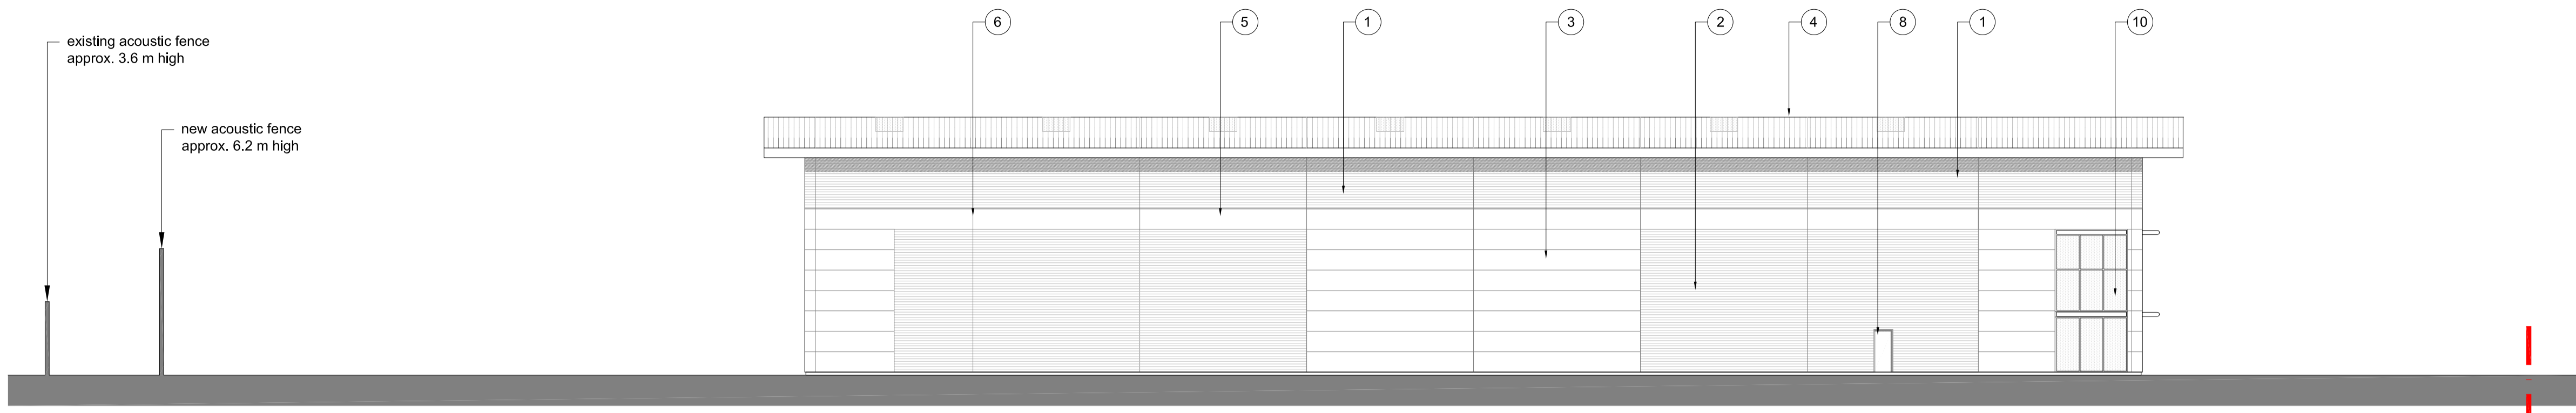 existing acoustic fence
approx. 3.6 m high
new acoustic fence
approx. 6.2 m high
6
5
1
3
2
4
8
1
10